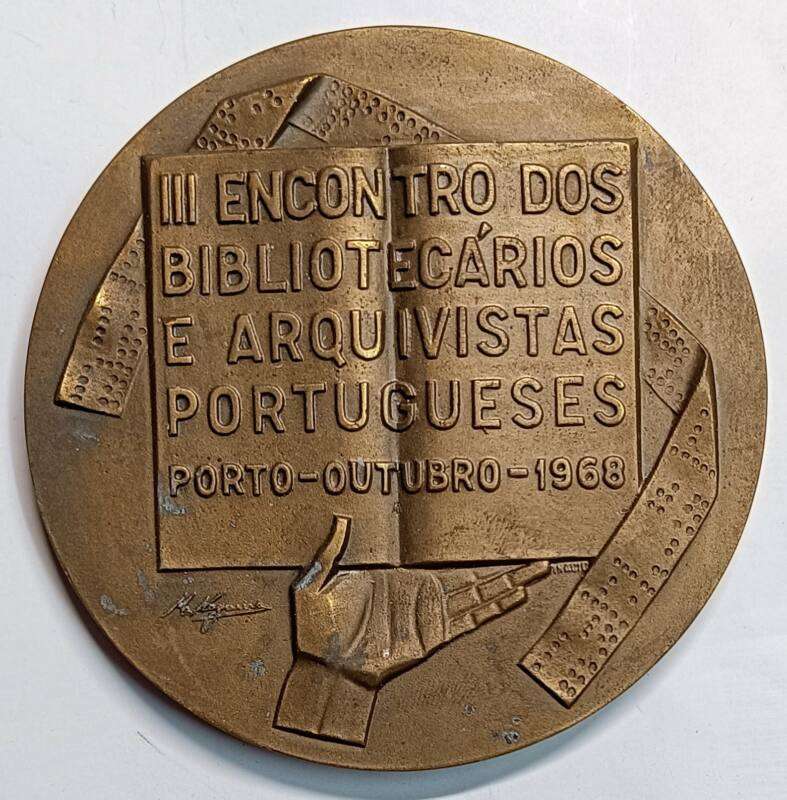 III ENCONTRO DOS
BIBLIOTECÁRIOS
E ARQUIVISTAS
PORTUGUESES
PORTO-OUTUBRO-1968